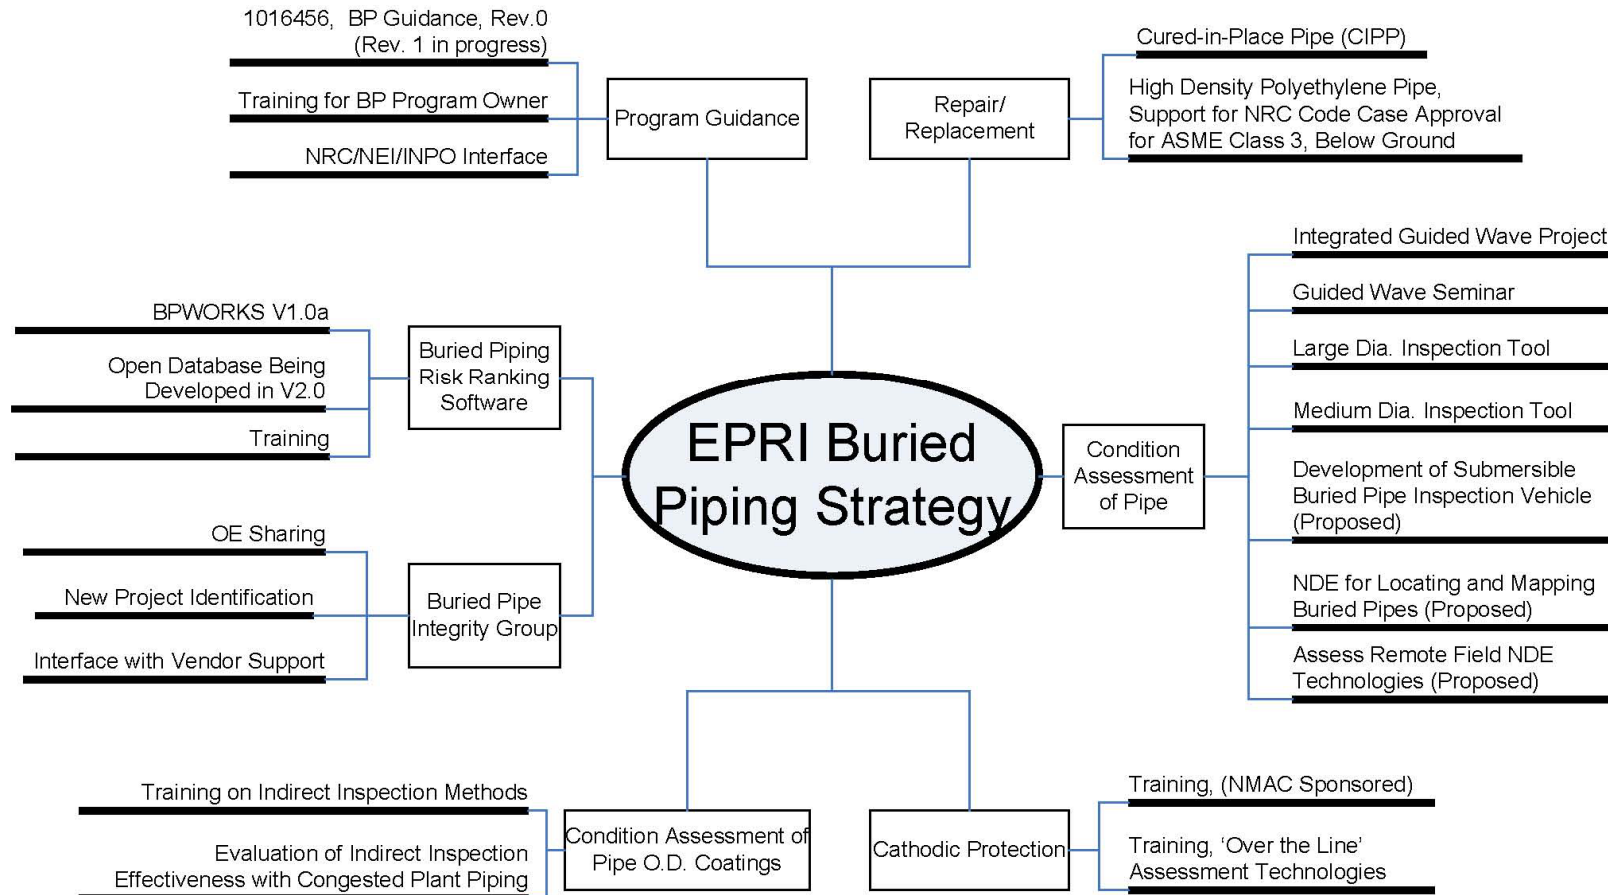 1016456, BP Guidance, Rev.0
(Rev. 1 in progress)
Training for BP Program Owner
NRC/NEI/INPO Interface
Program Guidance
Repair/
Replacement
Cured-in-Place Pipe (CIPP)
High Density Polyethylene Pipe,
Support for NRC Code Case Approval
for ASME Class 3, Below Ground
BPWORKS V1.0a
Open Database Being
Developed in V2.0
Training
Buried Piping
Risk Ranking
Software
OE Sharing
New Project Identification
Interface with Vendor Support
Buried Pipe
Integrity Group
EPRI Buried
Piping Strategy
Condition
Assessment
of Pipe
Integrated Guided Wave Project
Guided Wave Seminar
Large Dia. Inspection Tool
Medium Dia. Inspection Tool
Development of Submersible
Buried Pipe Inspection Vehicle
(Proposed)
NDE for Locating and Mapping
Buried Pipes (Proposed)
Assess Remote Field NDE
Technologies (Proposed)
Training on Indirect Inspection Methods
Evaluation of Indirect Inspection
Effectiveness with Congested Plant Piping
Condition Assessment of
Pipe O.D. Coatings
Cathodic Protection
Training, (NMAC Sponsored)
Training, ‘Over the Line’
Assessment Technologies